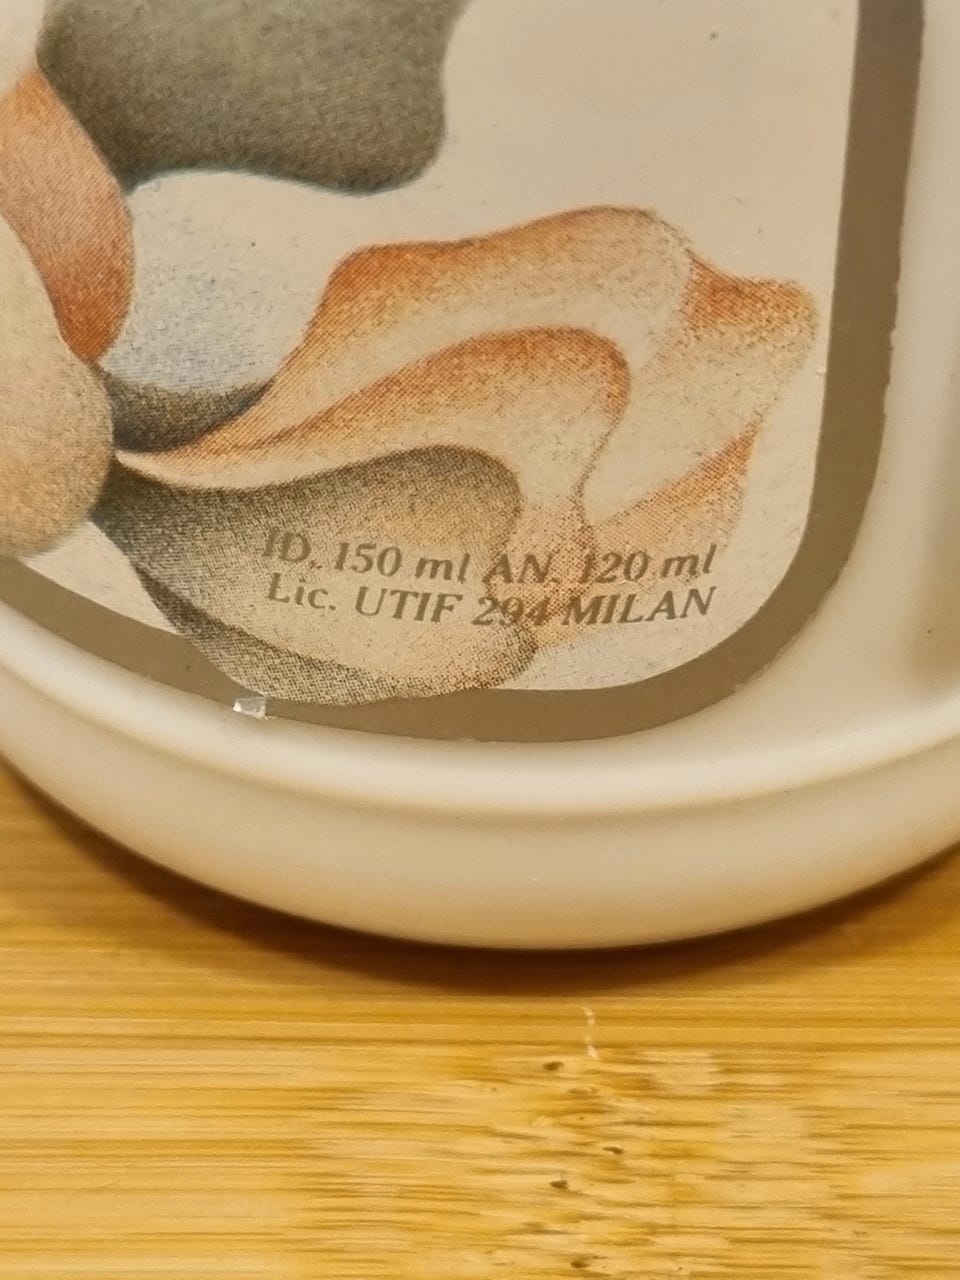 ID. 150 ml AN. 120 ml
Lic. UTIF 294 MILAN